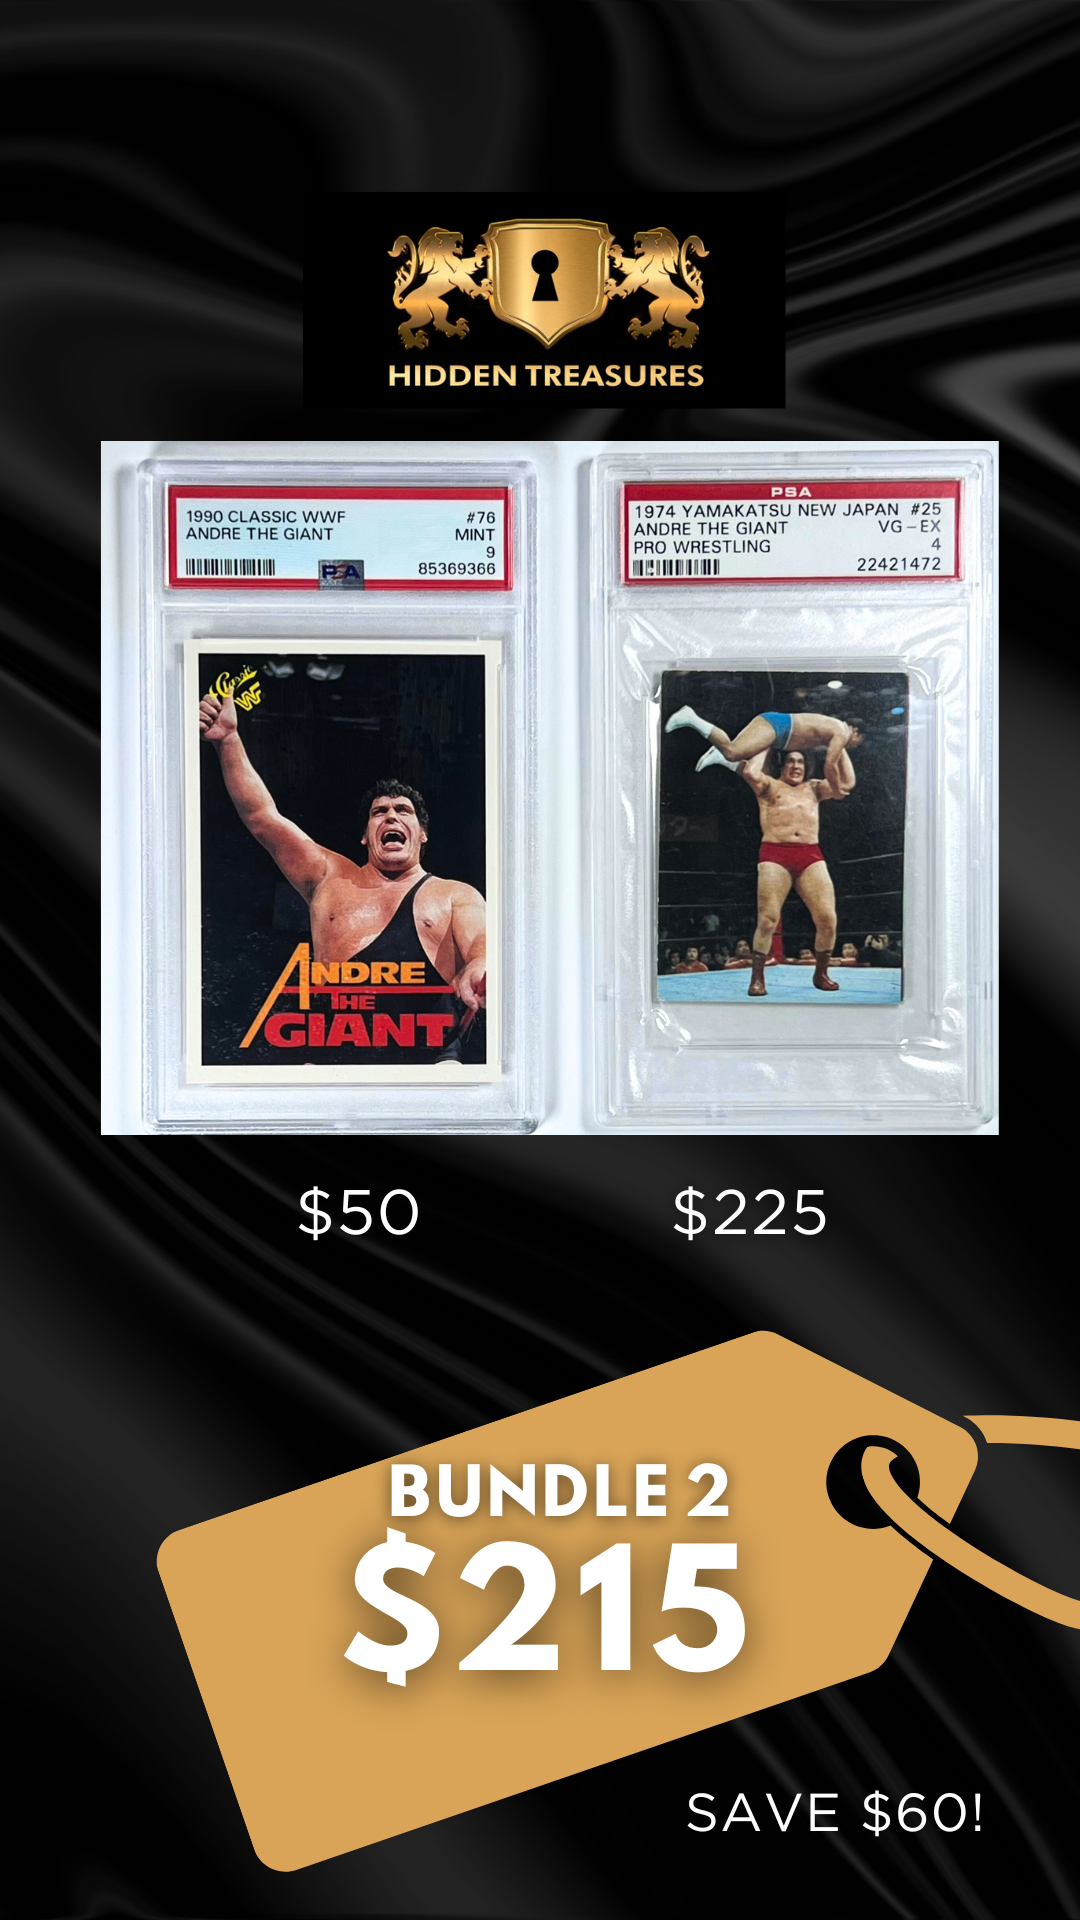 HIDDEN TREASURES
1990 CLASSIC WWF #76
ANDRE THE GIANT MINT
9
85369366
PSA
PSA
1974 YAMAKATSU NEW JAPAN #25
ANDRE THE GIANT VG-EX
PRO WRESTLING 4
22421472
Classic
WF
ANDRE
THE
GIANT
$50
$225
BUNDLE 2
$215
SAVE $60!